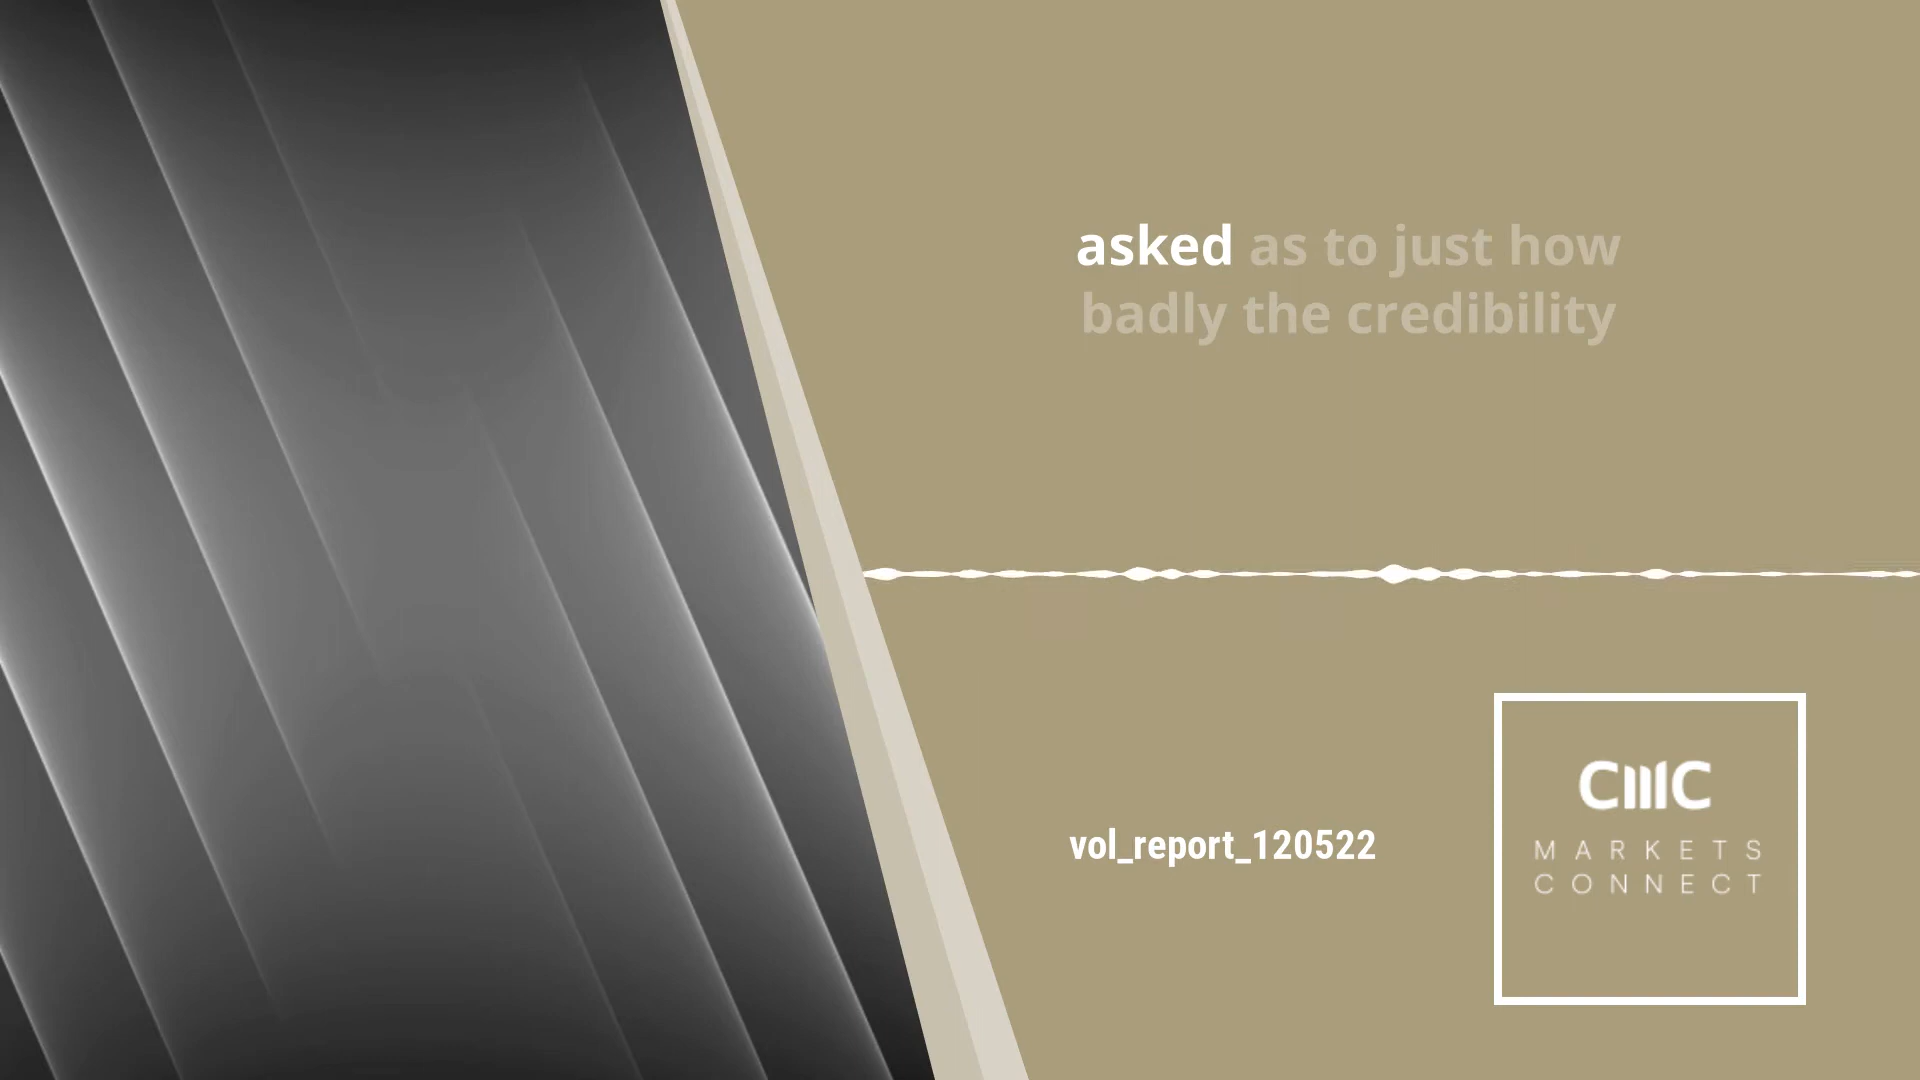 asked as to just how
badly the credibility
vol_report_120522
CMC
MARKETS
CONNECT